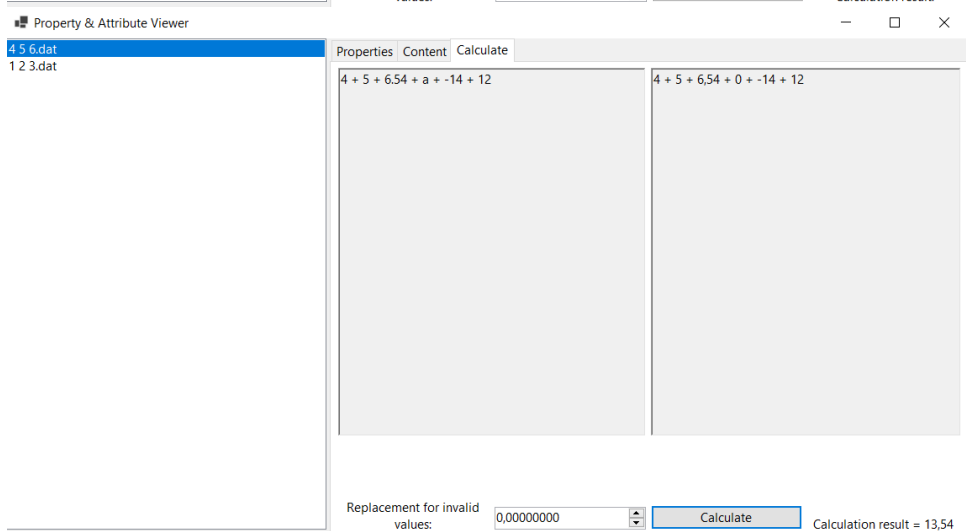 Property & Attribute Viewer
4 5 6.dat
1 2 3.dat
Properties Content Calculate
4 + 5 + 6.54 + a + -14 + 12
4 + 5 + 6,54 + 0 + -14 + 12
Replacement for invalid
values:
0,00000000
Calculate
Calculation result = 13,54